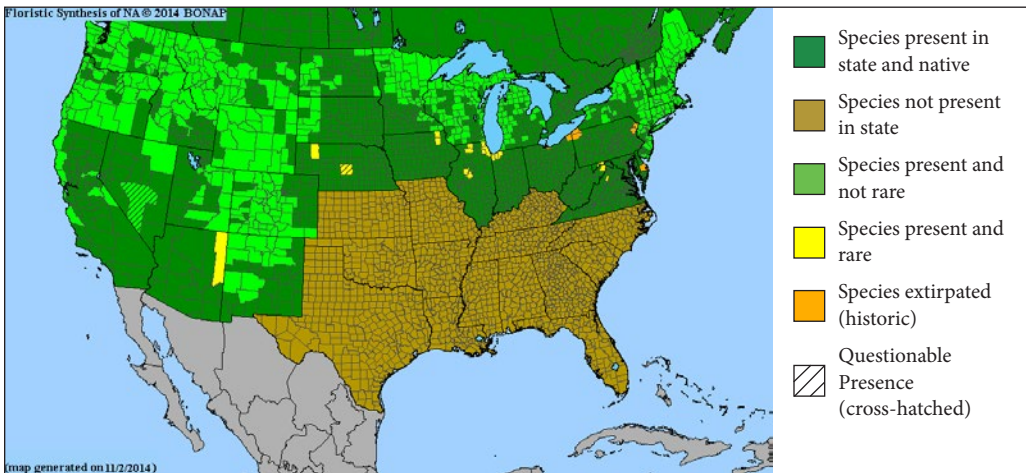 Floristic Synthesis of NA © 2014 BONAP
(map generated on 11/2/2014 )
Species present in
state and native
Species not present
in state
Species present and
not rare
Species present and
rare
Species extirpated
(historic)
Questionable
Presence
(cross-hatched)